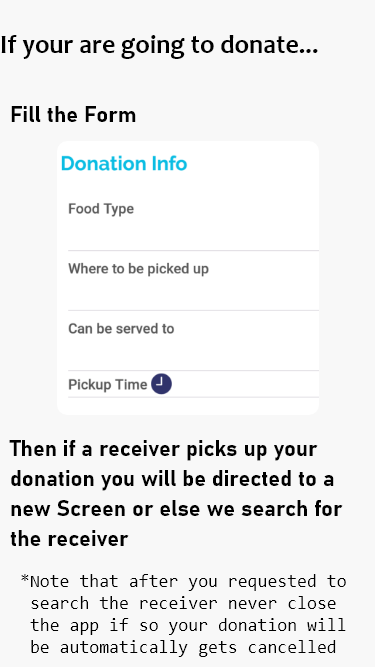 If your are going to donate...
Fill the Form
Donation Info
Food Type
Where to be picked up
Can be served to
Pickup Time
Then if a receiver picks up your
donation you will be directed to a
new Screen or else we search for
the receiver
*Note that after you requested to
search the receiver never close
the app if so your donation will
be automatically gets cancelled